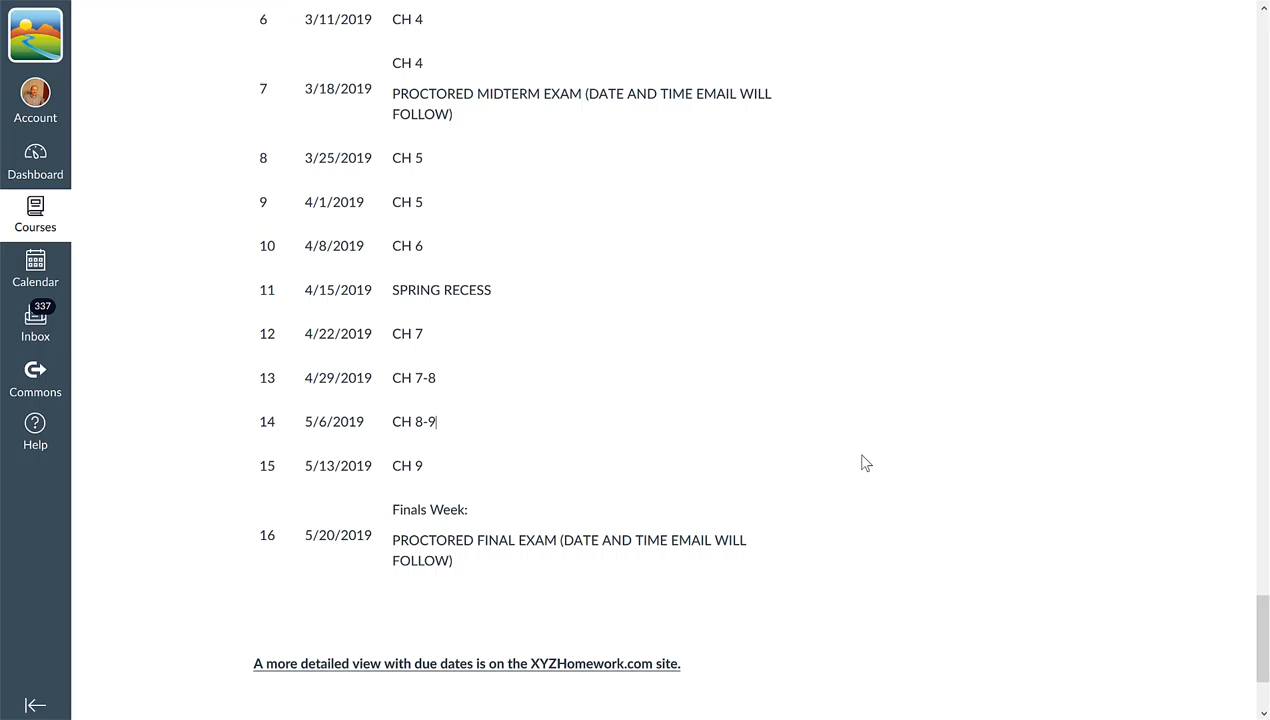 Account
Dashboard
Courses
Calendar
337
Inbox
Commons
Help
6 3/11/2019 CH 4
CH 4
7 3/18/2019 PROCTORED MIDTERM EXAM (DATE AND TIME EMAIL WILL
FOLLOW)
8 3/25/2019 CH 5
9 4/1/2019 CH 5
10 4/8/2019 CH 6
11 4/15/2019 SPRING RECESS
12 4/22/2019 CH 7
13 4/29/2019 CH 7-8
14 5/6/2019 CH 8-9
15 5/13/2019 CH 9
Finals Week:
16 5/20/2019 PROCTORED FINAL EXAM (DATE AND TIME EMAIL WILL
FOLLOW)
A more detailed view with due dates is on the XYZHomework.com site.